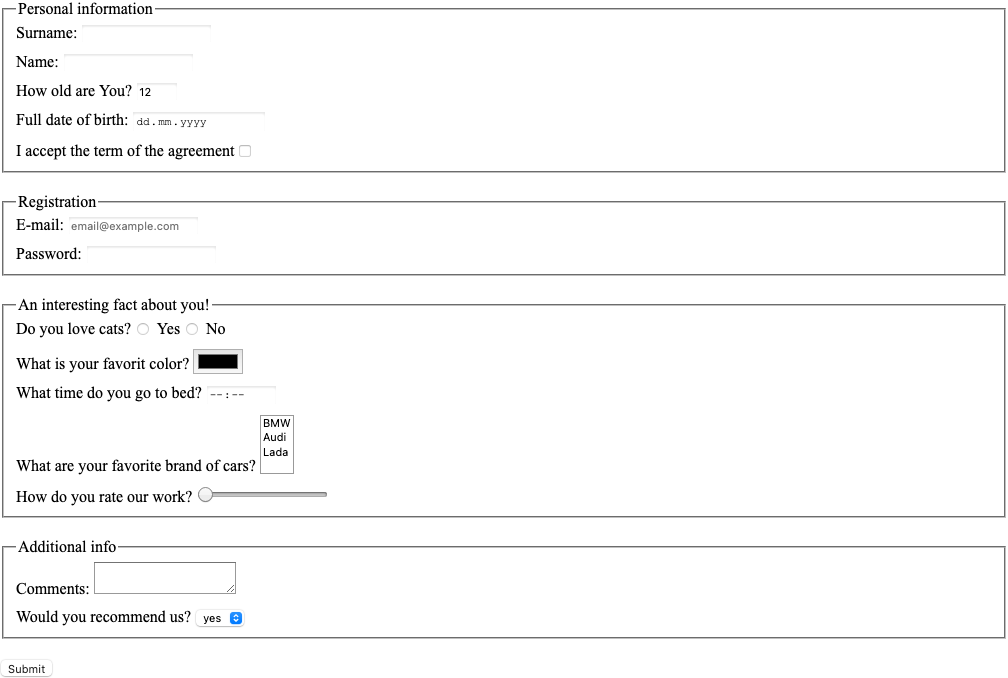 Personal information
Surname:
Name:
How old are You? 12
Full date of birth: dd.mm.yyyy
I accept the term of the agreement
Registration
E-mail: email@example.com
Password:
An interesting fact about you!
Do you love cats? Yes No
What is your favorit color?
What time do you go to bed? --:--
BMW
Audi
Lada
What are your favorite brand of cars?
How do you rate our work?
Additional info
Comments:
Would you recommend us? yes
Submit